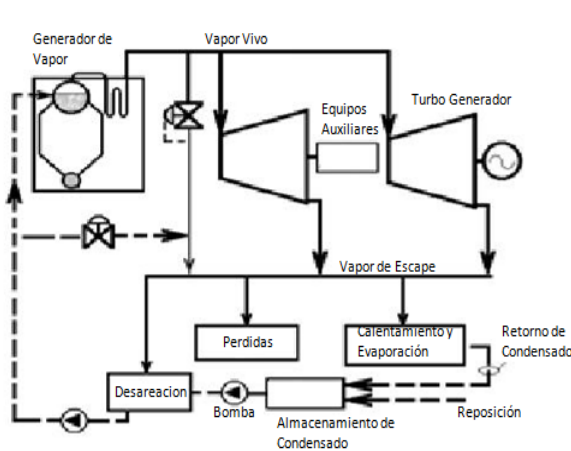 Generador de
Vapor
Vapor Vivo
Equipos
Auxiliares
Turbo Generador
Vapor de Escape
Perdidas
Calentamiento y
Evaporación
Retorno de
Condensado
Desareacion
Bomba
Almacenamiento de
Condensado
Reposición